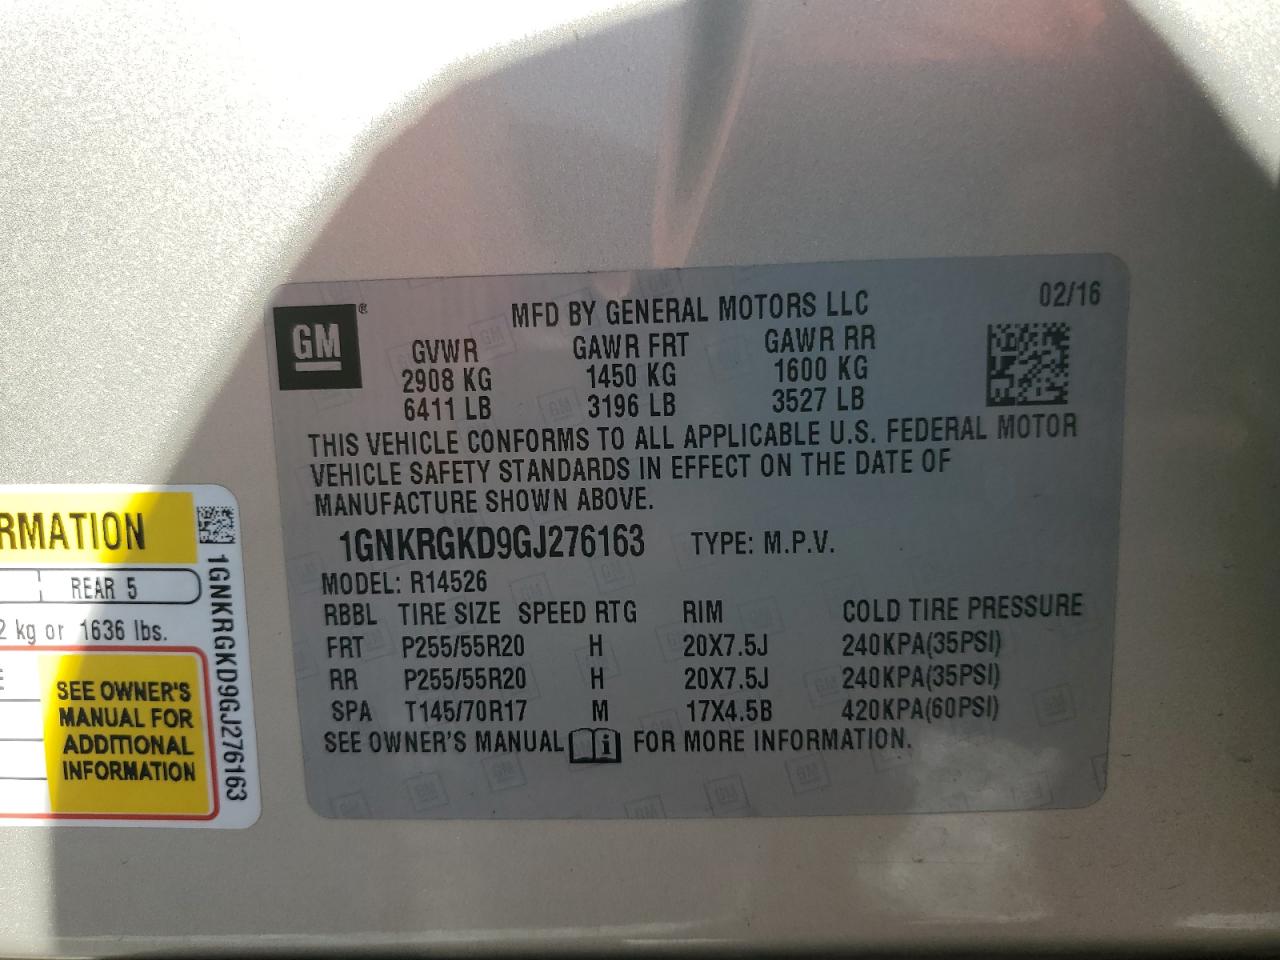 GM ®
MFD BY GENERAL MOTORS LLC 02/16
GVWR GAWR FRT GAWR RR
2908 KG 1450 KG 1600 KG
6411 LB 3196 LB 3527 LB
THIS VEHICLE CONFORMS TO ALL APPLICABLE U.S. FEDERAL MOTOR
VEHICLE SAFETY STANDARDS IN EFFECT ON THE DATE OF
MANUFACTURE SHOWN ABOVE.
1GNKRGKD9GJ276163 TYPE: M.P.V.
MODEL: R14526
RBBL TIRE SIZE SPEED RTG RIM COLD TIRE PRESSURE
FRT P255/55R20 H 20X7.5J 240KPA(35PSI)
RR P255/55R20 H 20X7.5J 240KPA(35PSI)
SPA T145/70R17 M 17X4.5B 420KPA(60PSI)
SEE OWNER'S MANUAL i FOR MORE INFORMATION.
RMATION
REAR 5
2 kg or 1636 lbs.
E
SEE OWNER'S
MANUAL FOR
ADDITIONAL
INFORMATION
1GNKRGKD9GJ276163